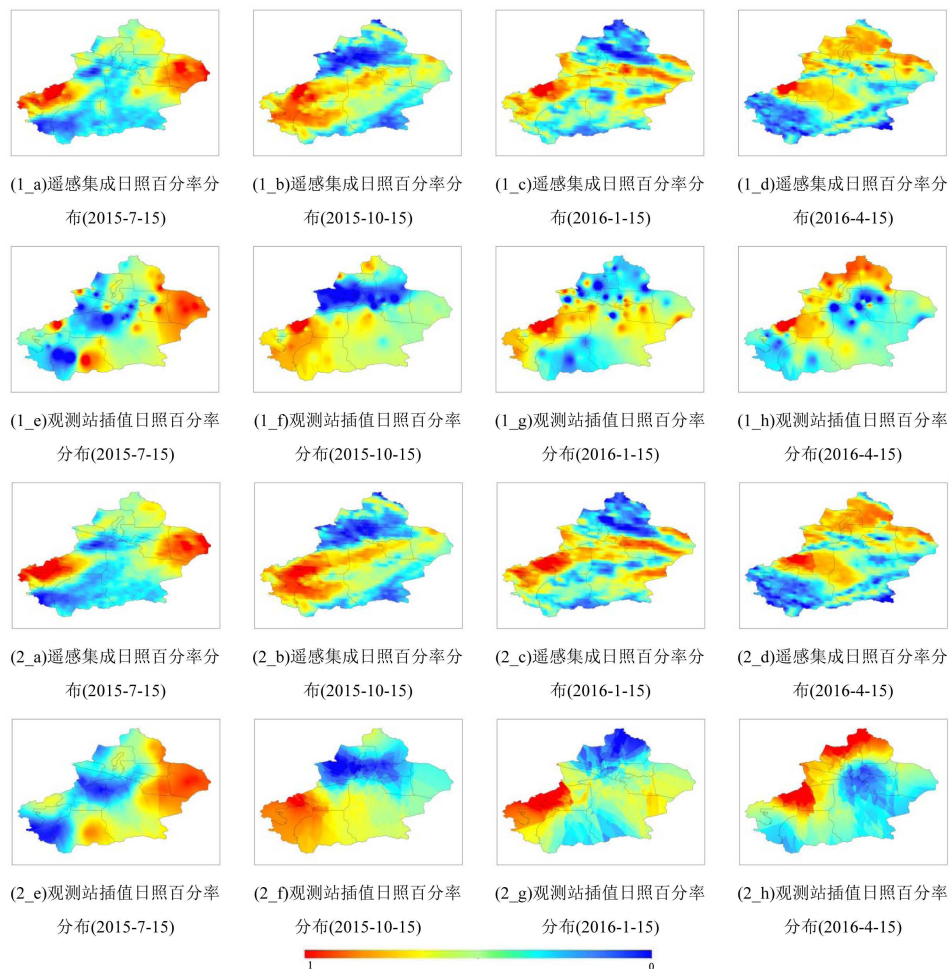 (1_a)遥感集成日照百分率分
布(2015-7-15)
(1_b)遥感集成日照百分率分
布(2015-10-15)
(1_c)遥感集成日照百分率分
布(2016-1-15)
(1_d)遥感集成日照百分率分
布(2016-4-15)
(1_e)观测站插值日照百分率
分布(2015-7-15)
(1_f)观测站插值日照百分率
分布(2015-10-15)
(1_g)观测站插值日照百分率
分布(2016-1-15)
(1_h)观测站插值日照百分率
分布(2016-4-15)
(2_a)遥感集成日照百分率分
布(2015-7-15)
(2_b)遥感集成日照百分率分
布(2015-10-15)
(2_c)遥感集成日照百分率分
布(2016-1-15)
(2_d)遥感集成日照百分率分
布(2016-4-15)
(2_e)观测站插值日照百分率
分布(2015-7-15)
(2_f)观测站插值日照百分率
分布(2015-10-15)
(2_g)观测站插值日照百分率
分布(2016-1-15)
(2_h)观测站插值日照百分率
分布(2016-4-15)
1 0